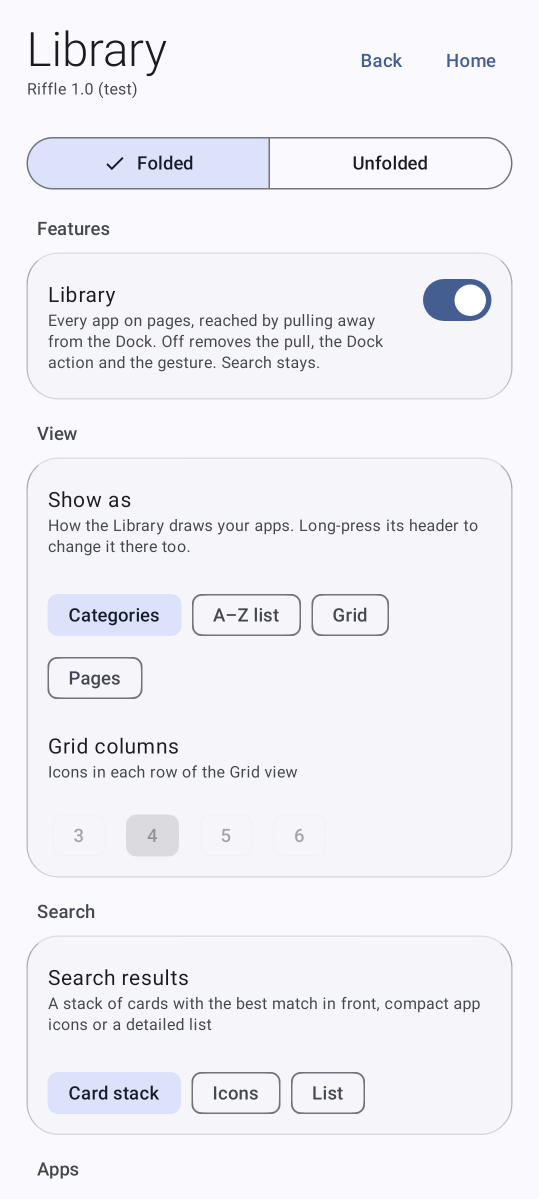 Library
Back
Home
Riffle 1.0 (test)
Folded
Unfolded
Features
Library
Every app on pages, reached by pulling away
from the Dock. Off removes the pull, the Dock
action and the gesture. Search stays.
View
Show as
How the Library draws your apps. Long-press its header to
change it there too.
Categories
A–Z list
Grid
Pages
Grid columns
Icons in each row of the Grid view
3
4
5
6
Search
Search results
A stack of cards with the best match in front, compact app
icons or a detailed list
Card stack
Icons
List
Apps